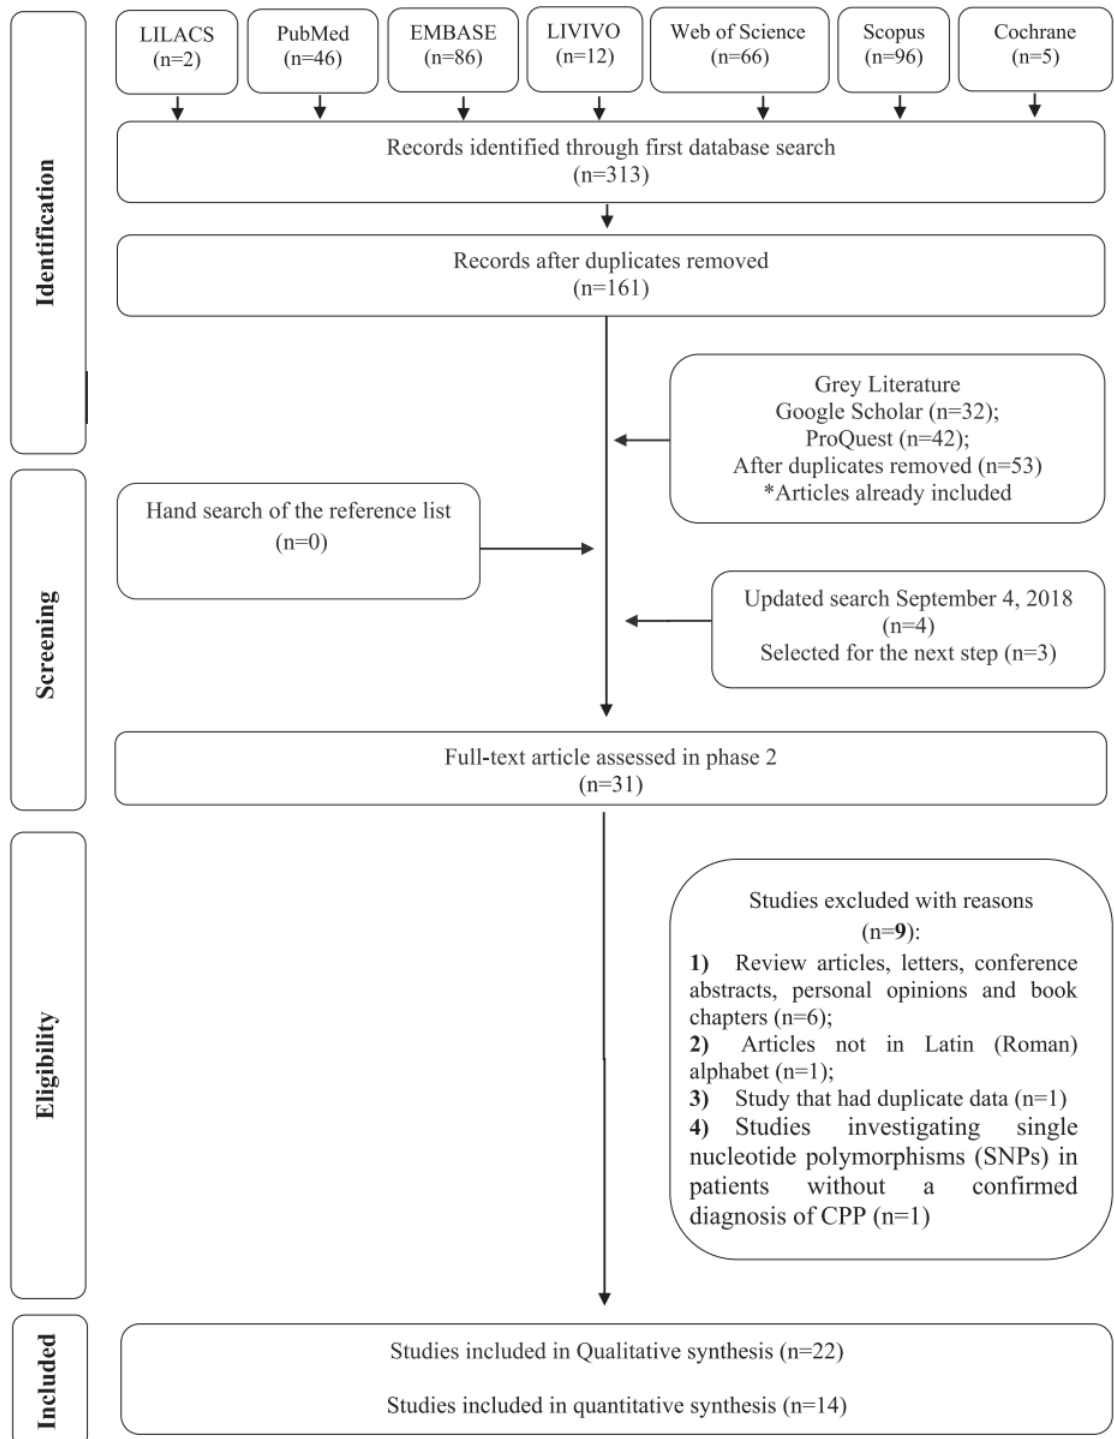 LILACS
(n=2)
PubMed
(n=46)
EMBASE
(n=86)
LIVIVO
(n=12)
Web of Science
(n=66)
Scopus
(n=96)
Cochrane
(n=5)
Identification
Records identified through first database search
(n=313)
Records after duplicates removed
(n=161)
Grey Literature
Google Scholar (n=32);
ProQuest (n=42);
After duplicates removed (n=53)
*Articles already included
Screening
Hand search of the reference list
(n=0)
Updated search September 4, 2018
(n=4)
Selected for the next step (n=3)
Full-text article assessed in phase 2
(n=31)
Eligibility
Studies excluded with reasons
(n=9):
1) Review articles, letters, conference
abstracts, personal opinions and book
chapters (n=6);
2) Articles not in Latin (Roman)
alphabet (n=1);
3) Study that had duplicate data (n=1)
4) Studies investigating single
nucleotide polymorphisms (SNPs) in
patients without a confirmed
diagnosis of CPP (n=1)
Included
Studies included in Qualitative synthesis (n=22)
Studies included in quantitative synthesis (n=14)